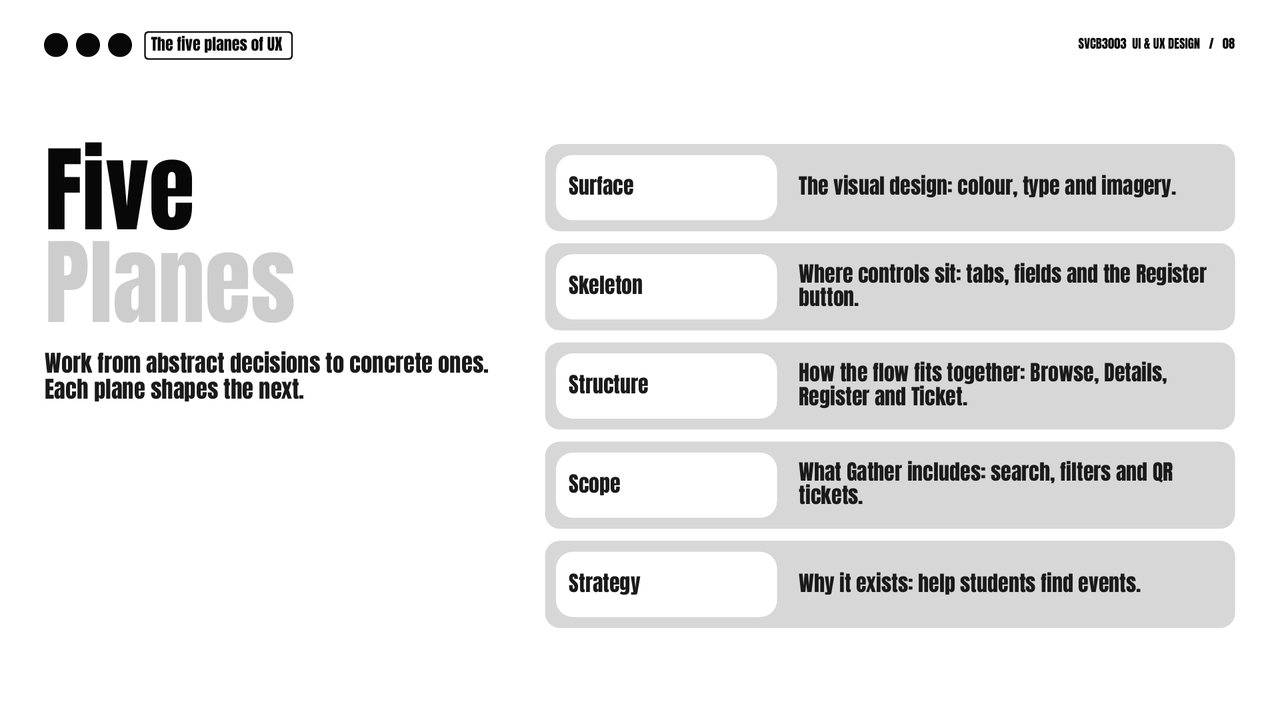 The five planes of UX
SVCB3003 UI & UX DESIGN / 08
Five
Planes
Work from abstract decisions to concrete ones.
Each plane shapes the next.
Surface
The visual design: colour, type and imagery.
Skeleton
Where controls sit: tabs, fields and the Register
button.
Structure
How the flow fits together: Browse, Details,
Register and Ticket.
Scope
What Gather includes: search, filters and QR
tickets.
Strategy
Why it exists: help students find events.